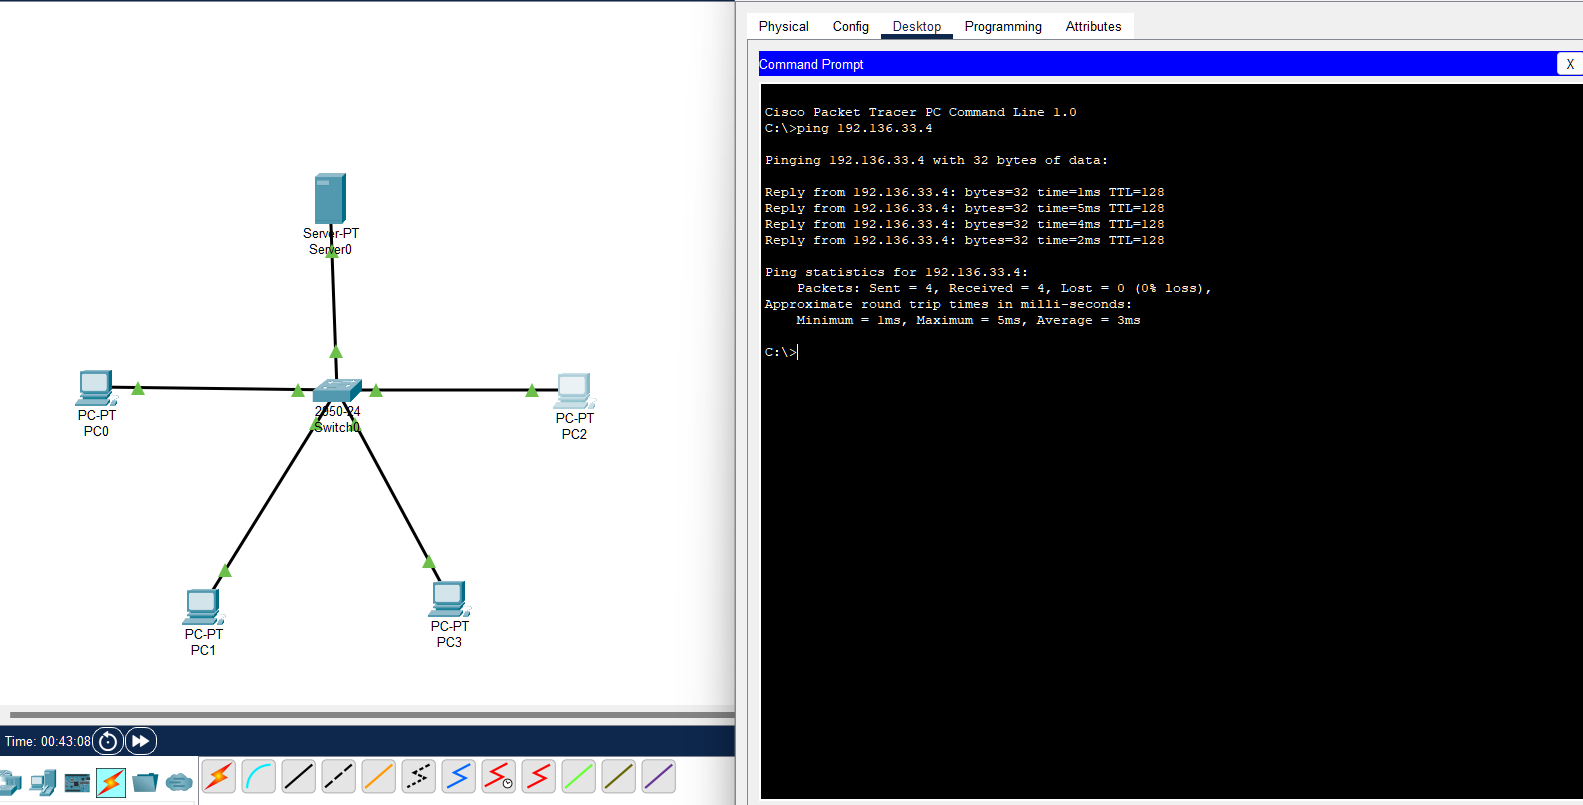 Physical Config Desktop Programming Attributes
Command Prompt
X
Cisco Packet Tracer PC Command Line 1.0
C:\>ping 192.136.33.4
Pinging 192.136.33.4 with 32 bytes of data:
Reply from 192.136.33.4: bytes=32 time=1ms TTL=128
Reply from 192.136.33.4: bytes=32 time=5ms TTL=128
Reply from 192.136.33.4: bytes=32 time=4ms TTL=128
Reply from 192.136.33.4: bytes=32 time=2ms TTL=128
Ping statistics for 192.136.33.4:
Packets: Sent = 4, Received = 4, Lost = 0 (0% loss),
Approximate round trip times in milli-seconds:
Minimum = 1ms, Maximum = 5ms, Average = 3ms
C:\>
Server-PT
Server0
PC-PT
PC0
2950-24
Switch0
PC-PT
PC2
PC-PT
PC1
PC-PT
PC3
Time: 00:43:08